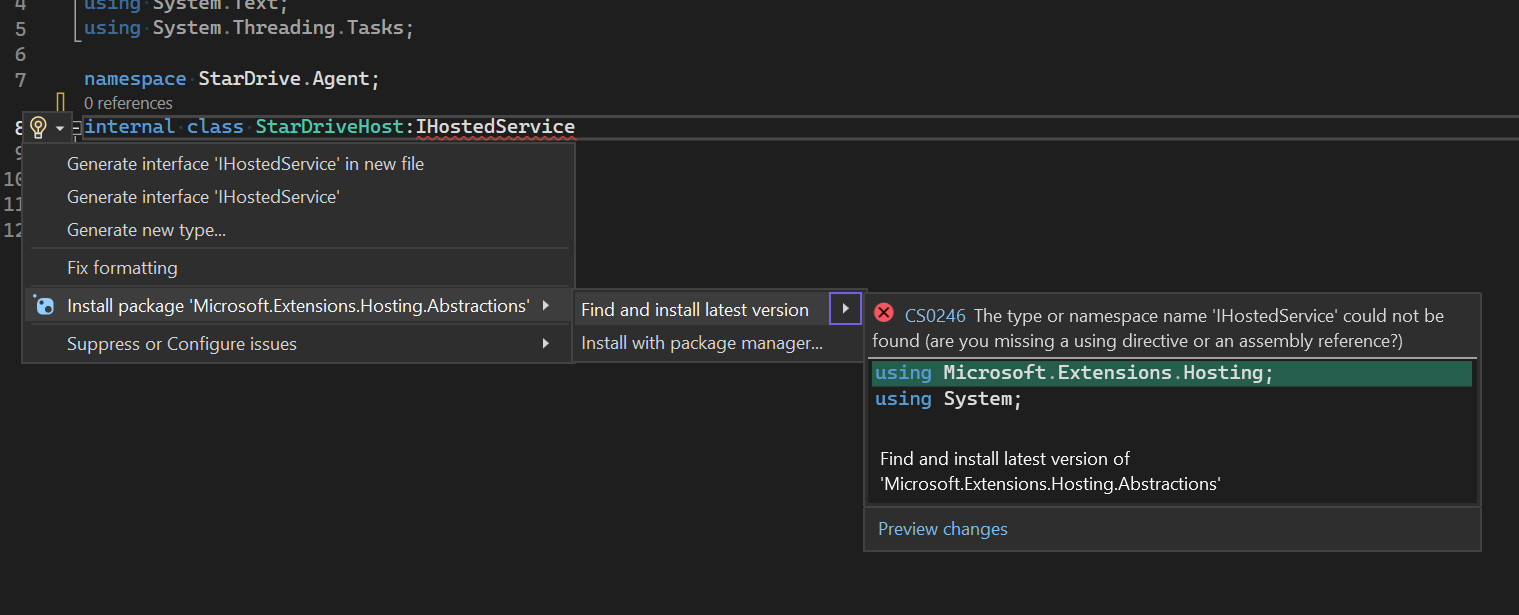 4 using System.Text;
5 using System.Threading.Tasks;
6
7 namespace StarDrive.Agent;
0 references
8 internal class StarDriveHost:IHostedService
9
Generate interface 'IHostedService' in new file
10
Generate interface 'IHostedService'
11
Generate new type...
12
Fix formatting
Install package 'Microsoft.Extensions.Hosting.Abstractions'
Suppress or Configure issues
Find and install latest version
Install with package manager...
CS0246 The type or namespace name 'IHostedService' could not be
found (are you missing a using directive or an assembly reference?)
using Microsoft.Extensions.Hosting;
using System;
Find and install latest version of
'Microsoft.Extensions.Hosting.Abstractions'
Preview changes